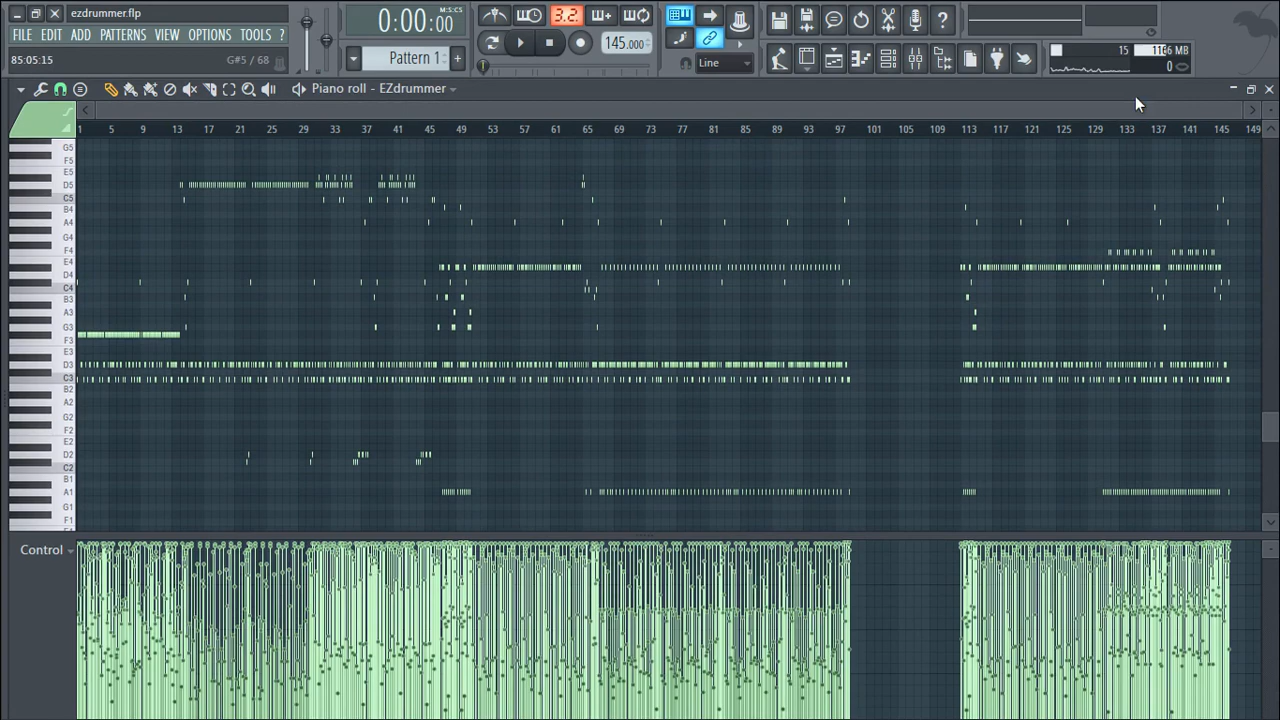 ezdrummer.flp
FILE EDIT ADD PATTERNS VIEW OPTIONS TOOLS ?
85:05:15 G#5 / 68
0:00:00 M:S:CS
3.2
Pattern 1
145.000
Line
15 1136 MB
0
Piano roll - EZdrummer
1 5 9 13 17 21 25 29 33 37 41 45 49 53 57 61 65 69 73 77 81 85 89 93 97 101 105 109 113 117 121 125 129 133 137 141 145 149
G5
F5
E5
D5
C5
B4
A4
G4
F4
E4
D4
C4
B3
A3
G3
F3
E3
D3
C3
B2
A2
G2
F2
E2
D2
C2
B1
A1
G1
F1
Control